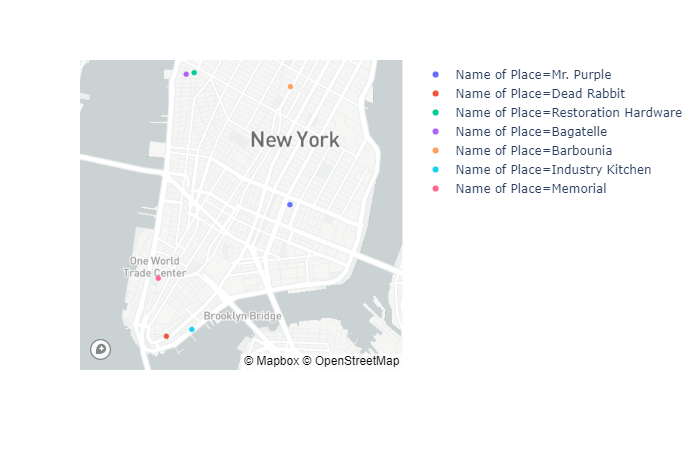 New York
One World
Trade Center
Brooklyn Bridge
© Mapbox © OpenStreetMap
Name of Place=Mr. Purple
Name of Place=Dead Rabbit
Name of Place=Restoration Hardware
Name of Place=Bagatelle
Name of Place=Barbounia
Name of Place=Industry Kitchen
Name of Place=Memorial